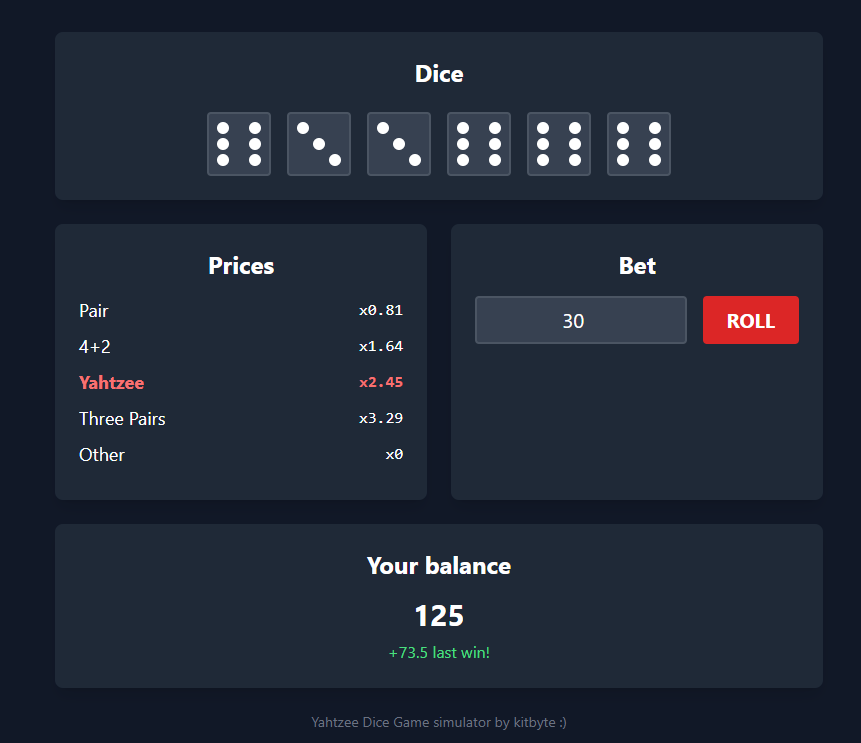 Dice
Prices
Pair x0.81
4+2 x1.64
Yahtzee x2.45
Three Pairs x3.29
Other x0
Bet
30 ROLL
Your balance
125
+73.5 last win!
Yahtzee Dice Game simulator by kitbyte ;)